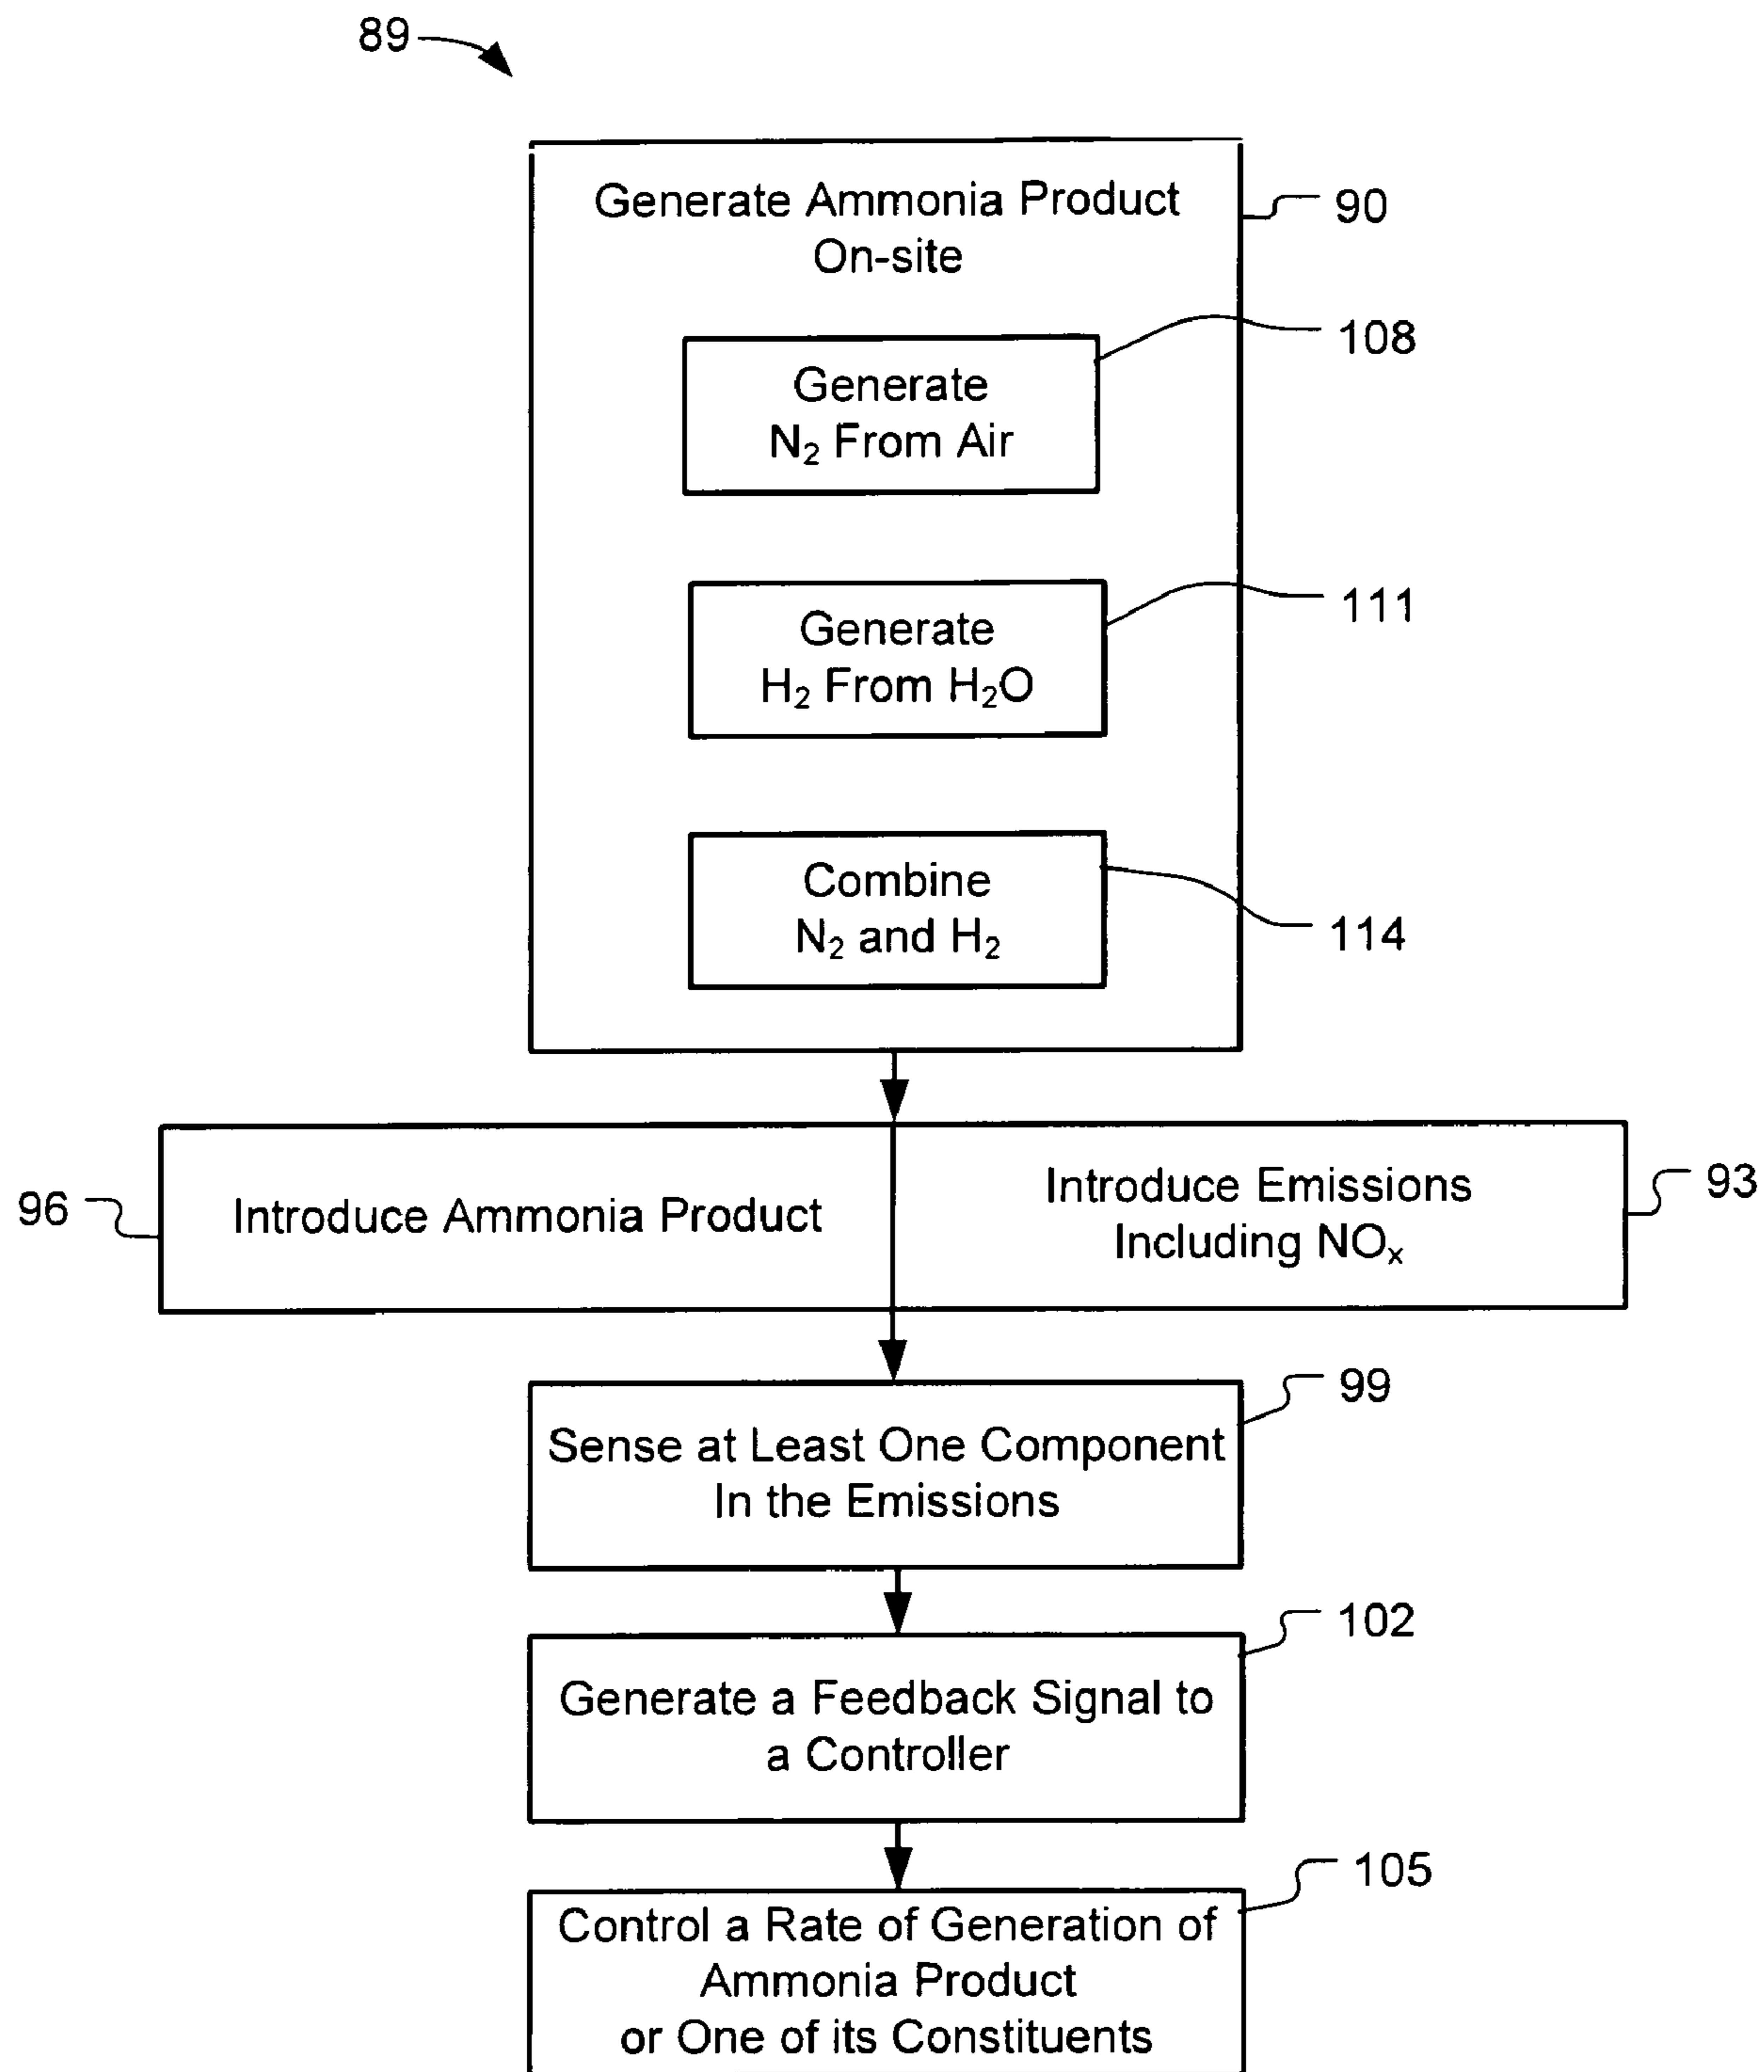 89
Generate Ammonia Product
On-site
90
108
Generate
N₂ From Air
111
Generate
H₂ From H₂O
Combine
N₂ and H₂
114
96
Introduce Ammonia Product
Introduce Emissions
Including NOₓ
93
99
Sense at Least One Component
In the Emissions
102
Generate a Feedback Signal to
a Controller
105
Control a Rate of Generation of
Ammonia Product
or One of its Constituents